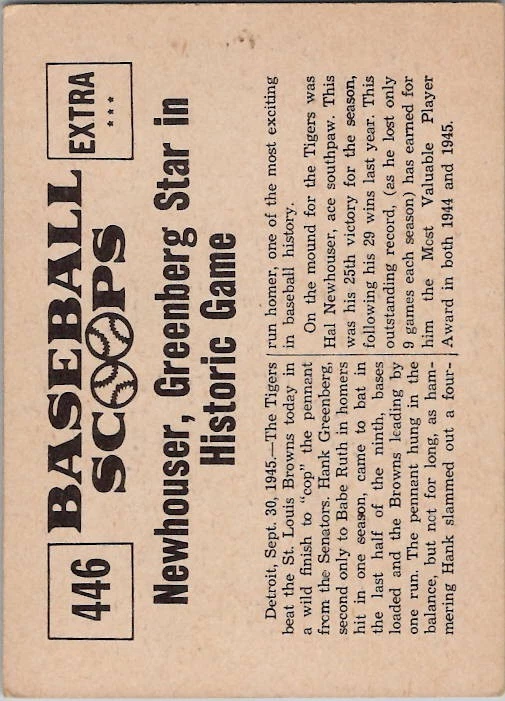 446
BASEBALL
SCOOPS
EXTRA
***
Newhouser, Greenberg Star in
Historic Game
Detroit, Sept. 30, 1945.—The Tigers
beat the St. Louis Browns today in
a wild finish to "cop" the pennant
from the Senators. Hank Greenberg,
second only to Babe Ruth in homers
hit in one season, came to bat in
the last half of the ninth, bases
loaded and the Browns leading by
one run. The pennant hung in the
balance, but not for long, as ham-
mering Hank slammed out a four-
run homer, one of the most exciting
in baseball history.
On the mound for the Tigers was
Hal Newhouser, ace southpaw. This
was his 25th victory for the season,
following his 29 wins last year. This
outstanding record, (as he lost only
9 games each season) has earned for
him the Most Valuable Player
Award in both 1944 and 1945.